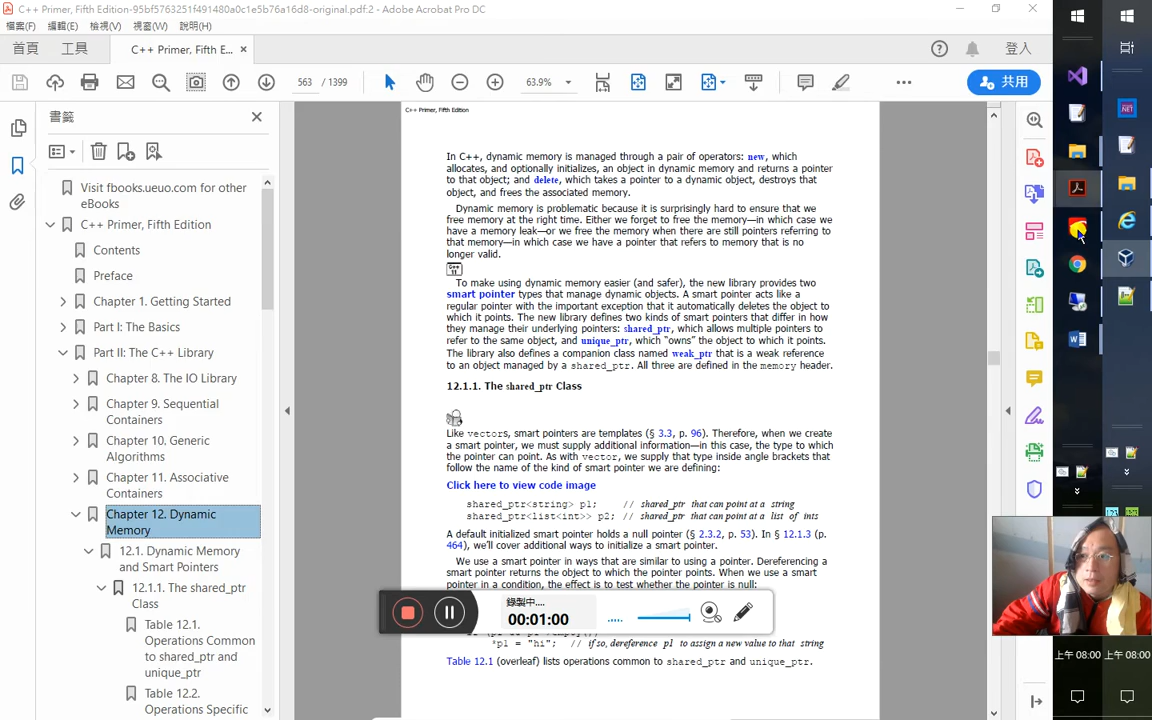 C++ Primer, Fifth Edition-95bf5763251f491480a0c1e5b76a16d8-original.pdf:2 - Adobe Acrobat Pro DC
檔案(F) 編輯(E) 檢視(V) 視窗(W) 說明(H)
首頁 工具 C++ Primer, Fifth E... × 登入
563 / 1399 63.9% 共用
書籤
Visit fbooks.ueuo.com for other
eBooks
C++ Primer, Fifth Edition
Contents
Preface
Chapter 1. Getting Started
Part I: The Basics
Part II: The C++ Library
Chapter 8. The IO Library
Chapter 9. Sequential
Containers
Chapter 10. Generic
Algorithms
Chapter 11. Associative
Containers
Chapter 12. Dynamic
Memory
12.1. Dynamic Memory
and Smart Pointers
12.1.1. The shared_ptr
Class
Table 12.1.
Operations Common
to shared_ptr and
unique_ptr
Table 12.2.
Operations Specific
C++ Primer, Fifth Edition
In C++, dynamic memory is managed through a pair of operators: new, which
allocates, and optionally initializes, an object in dynamic memory and returns a pointer
to that object; and delete, which takes a pointer to a dynamic object, destroys that
object, and frees the associated memory.
Dynamic memory is problematic because it is surprisingly hard to ensure that we
free memory at the right time. Either we forget to free the memory—in which case we
have a memory leak—or we free the memory when there are still pointers referring to
that memory—in which case we have a pointer that refers to memory that is no
longer valid.
C++
11
To make using dynamic memory easier (and safer), the new library provides two
smart pointer types that manage dynamic objects. A smart pointer acts like a
regular pointer with the important exception that it automatically deletes the object to
which it points. The new library defines two kinds of smart pointers that differ in how
they manage their underlying pointers: shared_ptr, which allows multiple pointers to
refer to the same object, and unique_ptr, which “owns” the object to which it points.
The library also defines a companion class named weak_ptr that is a weak reference
to an object managed by a shared_ptr. All three are defined in the memory header.
12.1.1. The shared_ptr Class
Like vectors, smart pointers are templates (§ 3.3, p. 96). Therefore, when we create
a smart pointer, we must supply additional information—in this case, the type to which
the pointer can point. As with vector, we supply that type inside angle brackets that
follow the name of the kind of smart pointer we are defining:
Click here to view code image
shared_ptr<string> p1; // shared_ptr that can point at a string
shared_ptr<list<int>> p2; // shared_ptr that can point at a list of ints
A default initialized smart pointer holds a null pointer (§ 2.3.2, p. 53). In § 12.1.3 (p.
464), we’ll cover additional ways to initialize a smart pointer.
We use a smart pointer in ways that are similar to using a pointer. Dereferencing a
smart pointer returns the object to which the pointer points. When we use a smart
pointer in a condition, the effect is to test whether the pointer is null:
*p1 = "hi"; // if so, dereference p1 to assign a new value to that string
Table 12.1 (overleaf) lists operations common to shared_ptr and unique_ptr.
錄製中....
00:01:00
.NET
上午 08:00 上午 08:00